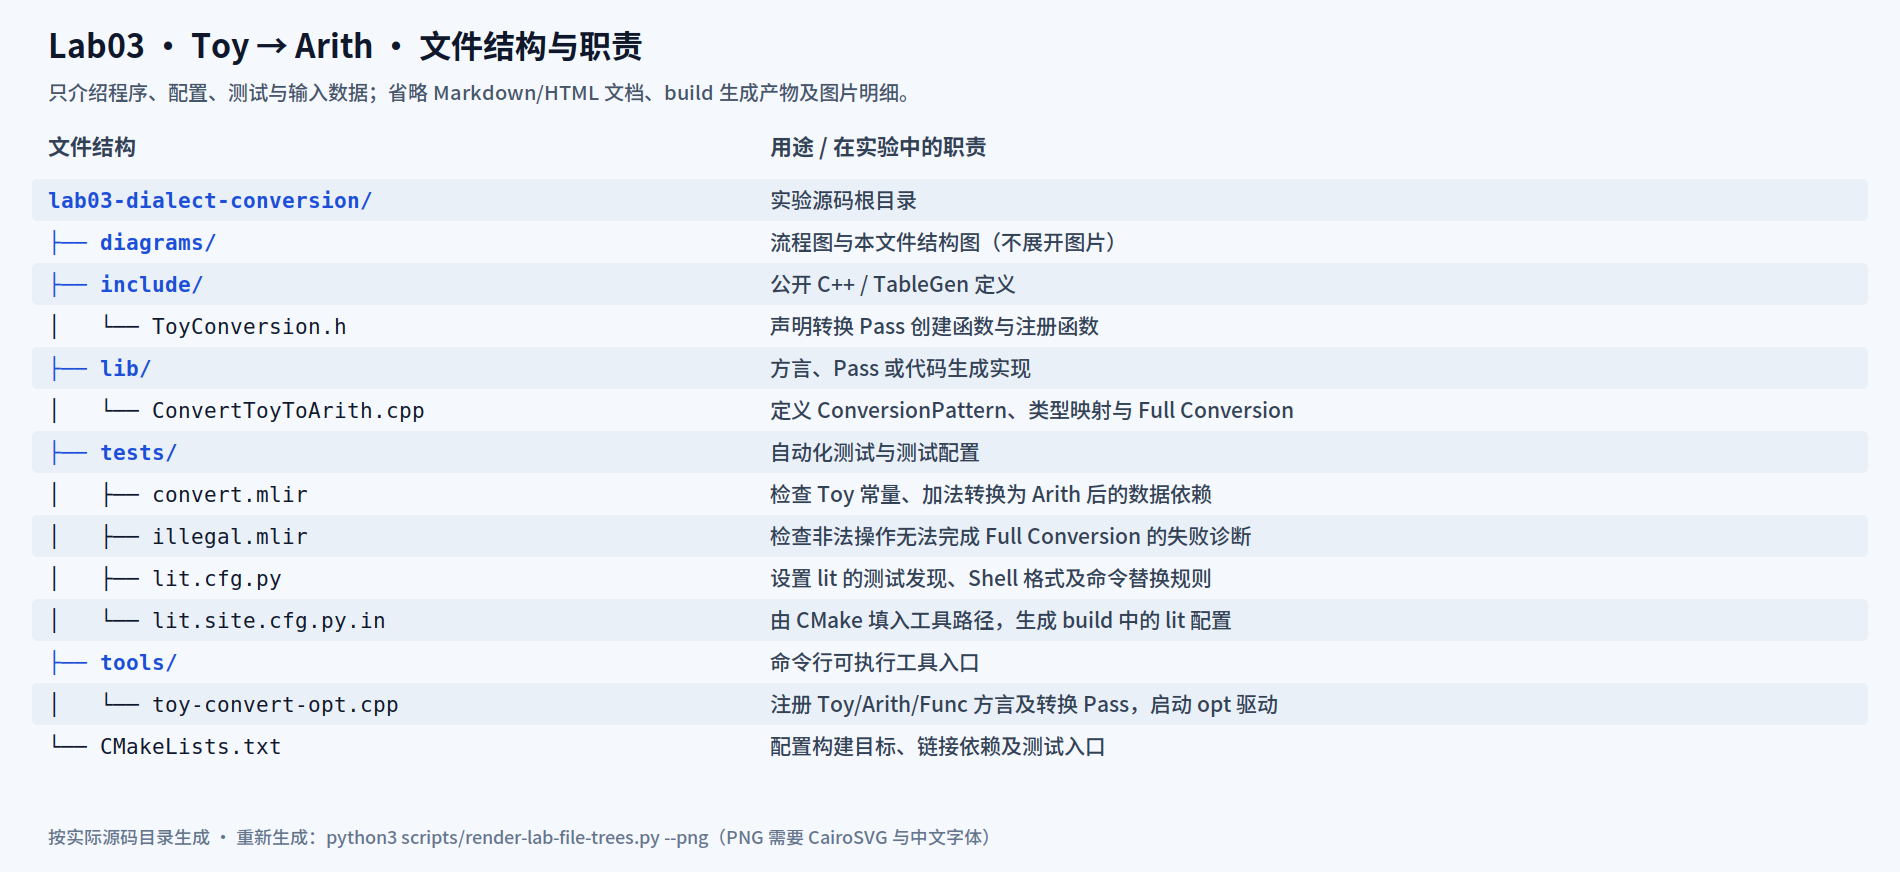 Lab03 · Toy → Arith · 文件结构与职责
只介绍程序、配置、测试与输入数据；省略 Markdown/HTML 文档、build 生成产物及图片明细。
文件结构 用途 / 在实验中的职责
lab03-dialect-conversion/ 实验源码根目录
├── diagrams/ 流程图与本文件结构图（不展开图片）
├── include/ 公开 C++ / TableGen 定义
│   └── ToyConversion.h 声明转换 Pass 创建函数与注册函数
├── lib/ 方言、Pass 或代码生成实现
│   └── ConvertToyToArith.cpp 定义 ConversionPattern、类型映射与 Full Conversion
├── tests/ 自动化测试与测试配置
│   ├── convert.mlir 检查 Toy 常量、加法转换为 Arith 后的数据依赖
│   ├── illegal.mlir 检查非法操作无法完成 Full Conversion 的失败诊断
│   ├── lit.cfg.py 设置 lit 的测试发现、Shell 格式及命令替换规则
│   └── lit.site.cfg.py.in 由 CMake 填入工具路径，生成 build 中的 lit 配置
├── tools/ 命令行可执行工具入口
│   └── toy-convert-opt.cpp 注册 Toy/Arith/Func 方言及转换 Pass，启动 opt 驱动
└── CMakeLists.txt 配置构建目标、链接依赖及测试入口
按实际源码目录生成 · 重新生成：python3 scripts/render-lab-file-trees.py --png（PNG 需要 CairoSVG 与中文字体）